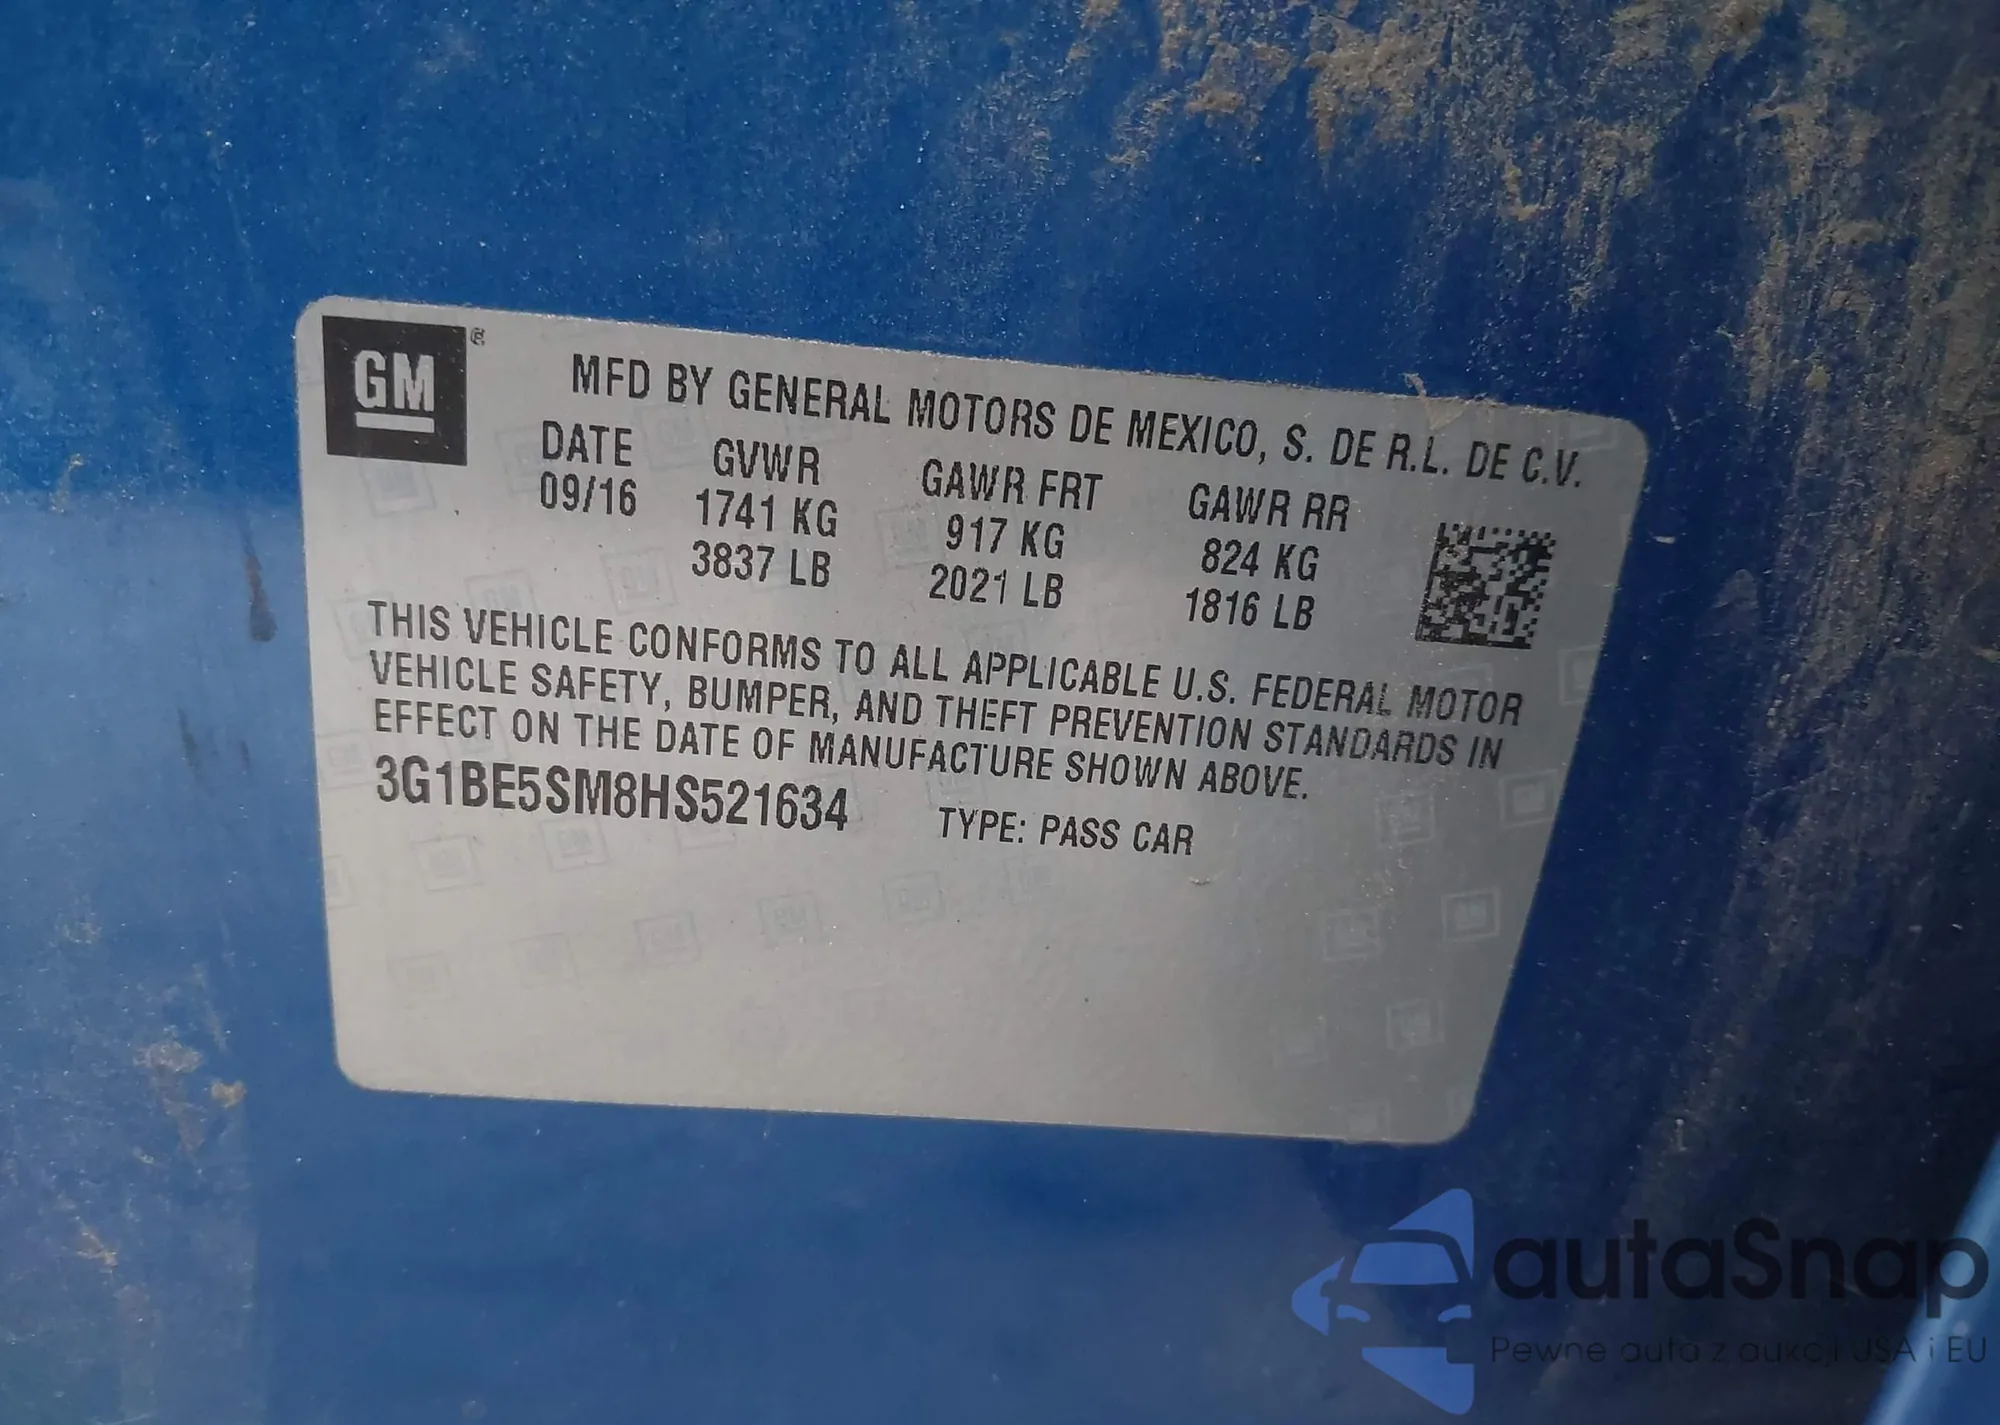 GM ®
MFD BY GENERAL MOTORS DE MEXICO, S. DE R.L. DE C.V.
DATE GVWR GAWR FRT GAWR RR
09/16 1741 KG 917 KG 824 KG
3837 LB 2021 LB 1816 LB
THIS VEHICLE CONFORMS TO ALL APPLICABLE U.S. FEDERAL MOTOR
VEHICLE SAFETY, BUMPER, AND THEFT PREVENTION STANDARDS IN
EFFECT ON THE DATE OF MANUFACTURE SHOWN ABOVE.
3G1BE5SM8HS521634 TYPE: PASS CAR
autaSnap
Pewne auta z aukcji USA i EU